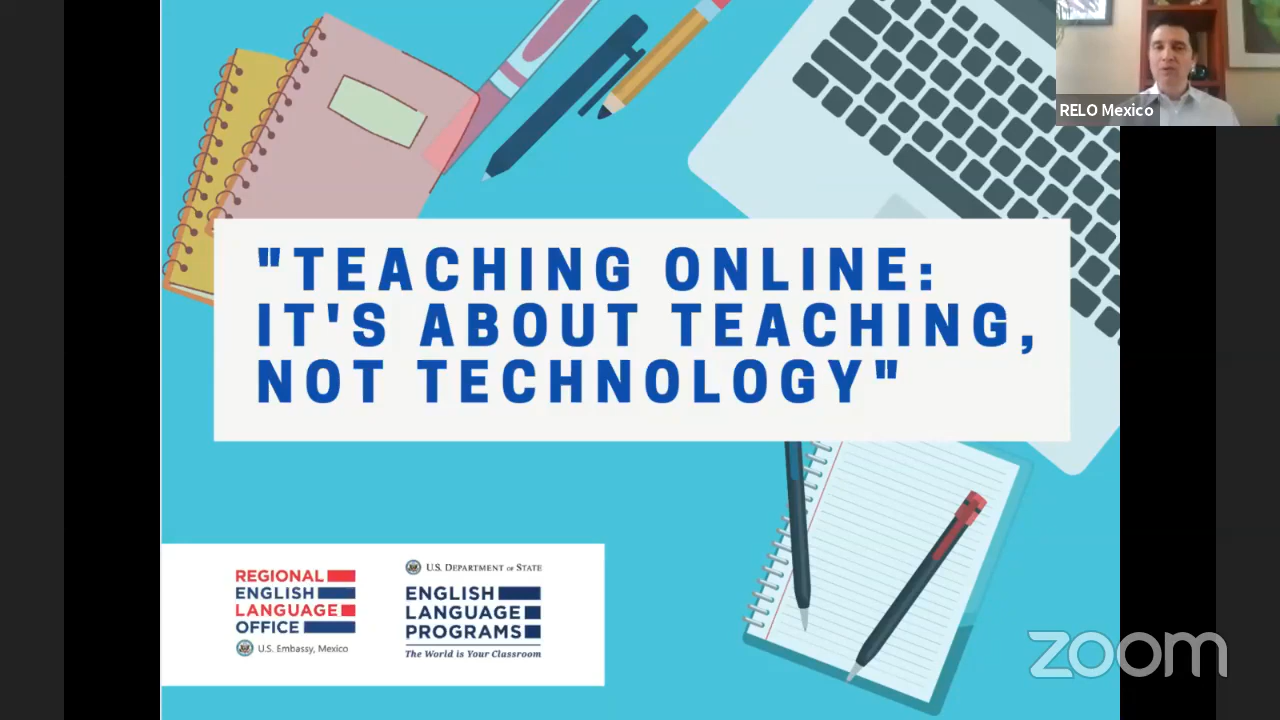 RELO Mexico
"TEACHING ONLINE:
IT'S ABOUT TEACHING,
NOT TECHNOLOGY"
REGIONAL
ENGLISH
LANGUAGE
OFFICE
U.S. Embassy, Mexico
U.S. DEPARTMENT OF STATE
ENGLISH
LANGUAGE
PROGRAMS
The World is Your Classroom
zoom